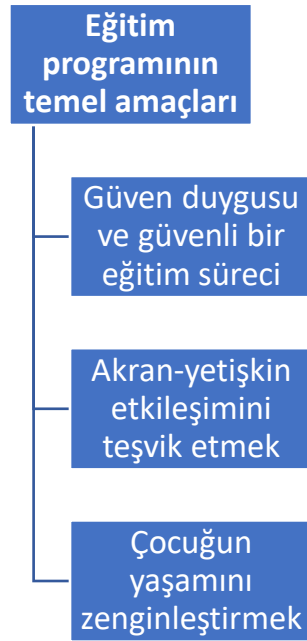 Eğitim
programının
temel amaçları
Güven duygusu
ve güvenli bir
eğitim süreci
Akran-yetişkin
etkileşimini
teşvik etmek
Çocuğun
yaşamını
zenginleştirmek